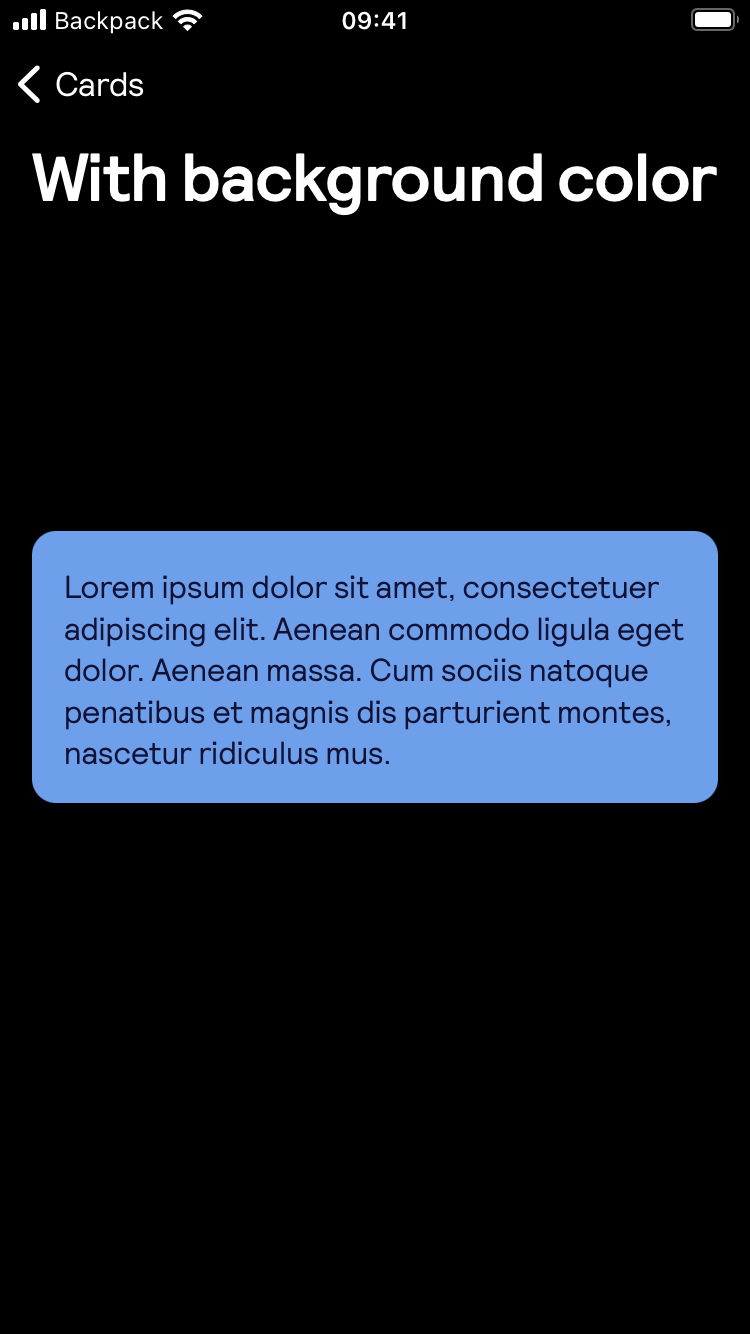 Backpack 09:41
Cards
With background color
Lorem ipsum dolor sit amet, consectetuer
adipiscing elit. Aenean commodo ligula eget
dolor. Aenean massa. Cum sociis natoque
penatibus et magnis dis parturient montes,
nascetur ridiculus mus.